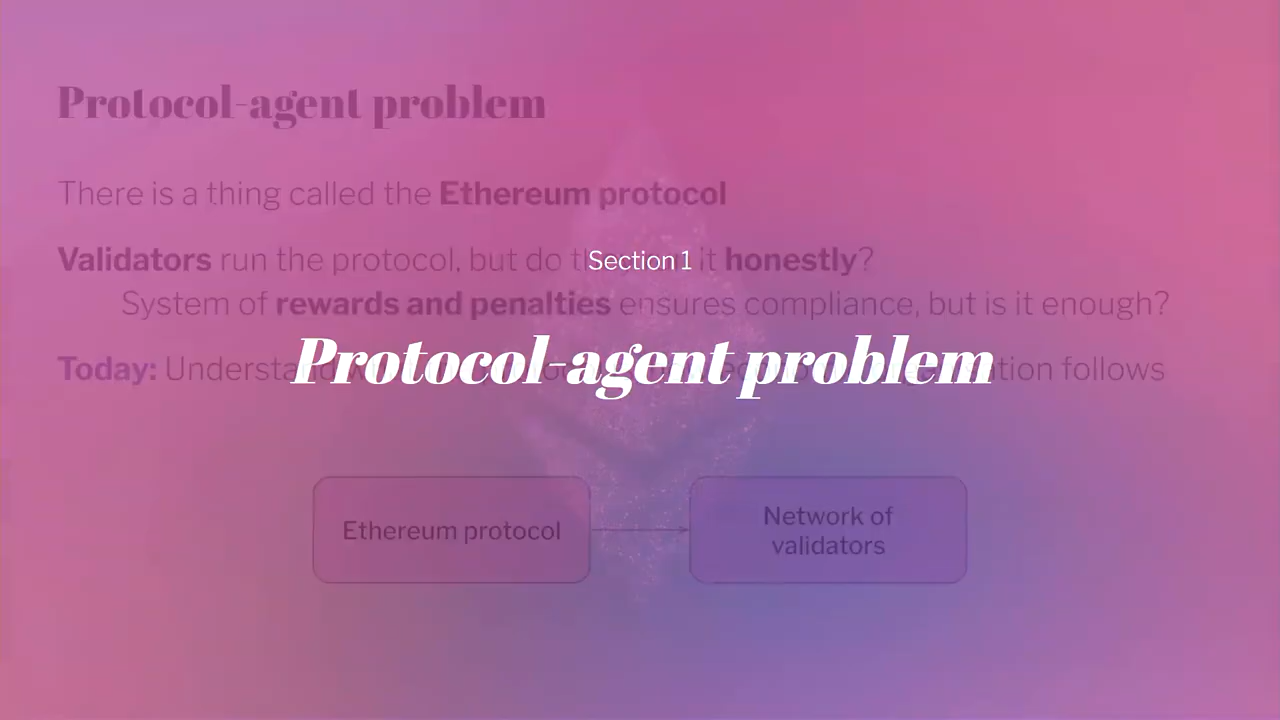 Protocol-agent problem
There is a thing called the Ethereum protocol
Validators run the protocol, but do it honestly?
Section 1
System of rewards and penalties ensures compliance, but is it enough?
Protocol-agent problem
Today: follows
Ethereum protocol
Network of
validators